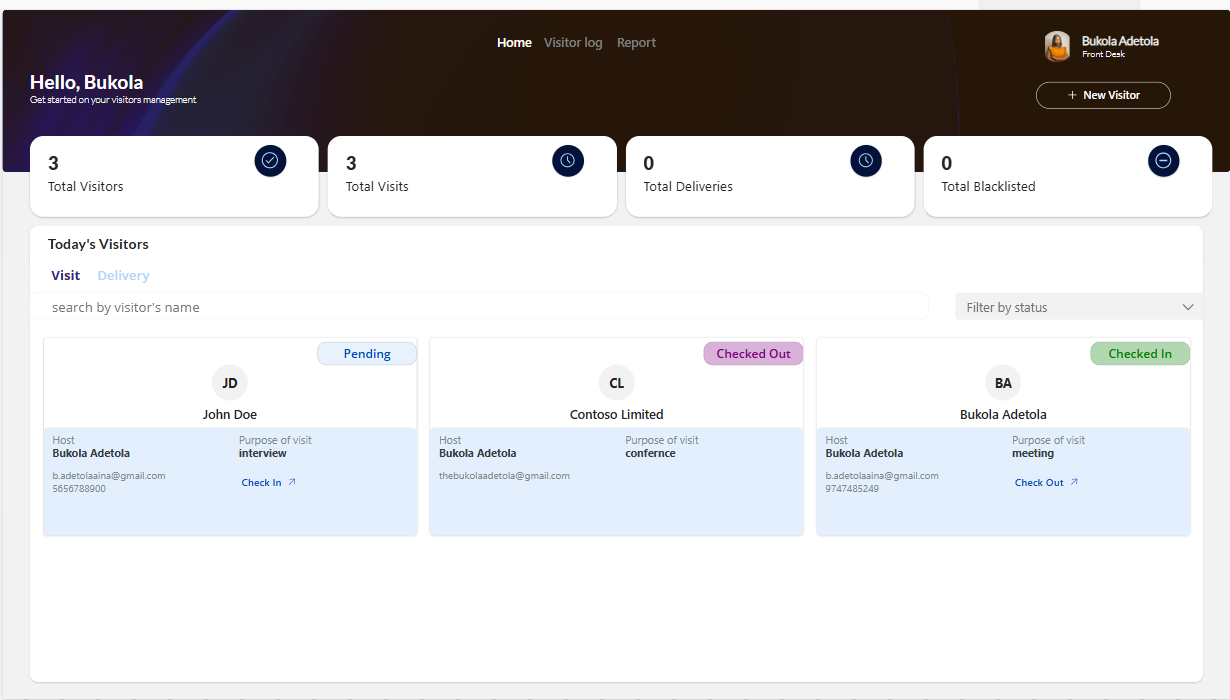 Home Visitor log Report
Bukola Adetola
Front Desk
Hello, Bukola
Get started on your visitors management
+ New Visitor
3
Total Visitors
3
Total Visits
0
Total Deliveries
0
Total Blacklisted
Today's Visitors
Visit Delivery
search by visitor's name
Filter by status
Pending
JD
John Doe
Host
Bukola Adetola
Purpose of visit
interview
b.adetolaaina@gmail.com
5656788900
Check In
Checked Out
CL
Contoso Limited
Host
Bukola Adetola
Purpose of visit
confernce
thebukolaadetola@gmail.com
Checked In
BA
Bukola Adetola
Host
Bukola Adetola
Purpose of visit
meeting
b.adetolaaina@gmail.com
9747485249
Check Out